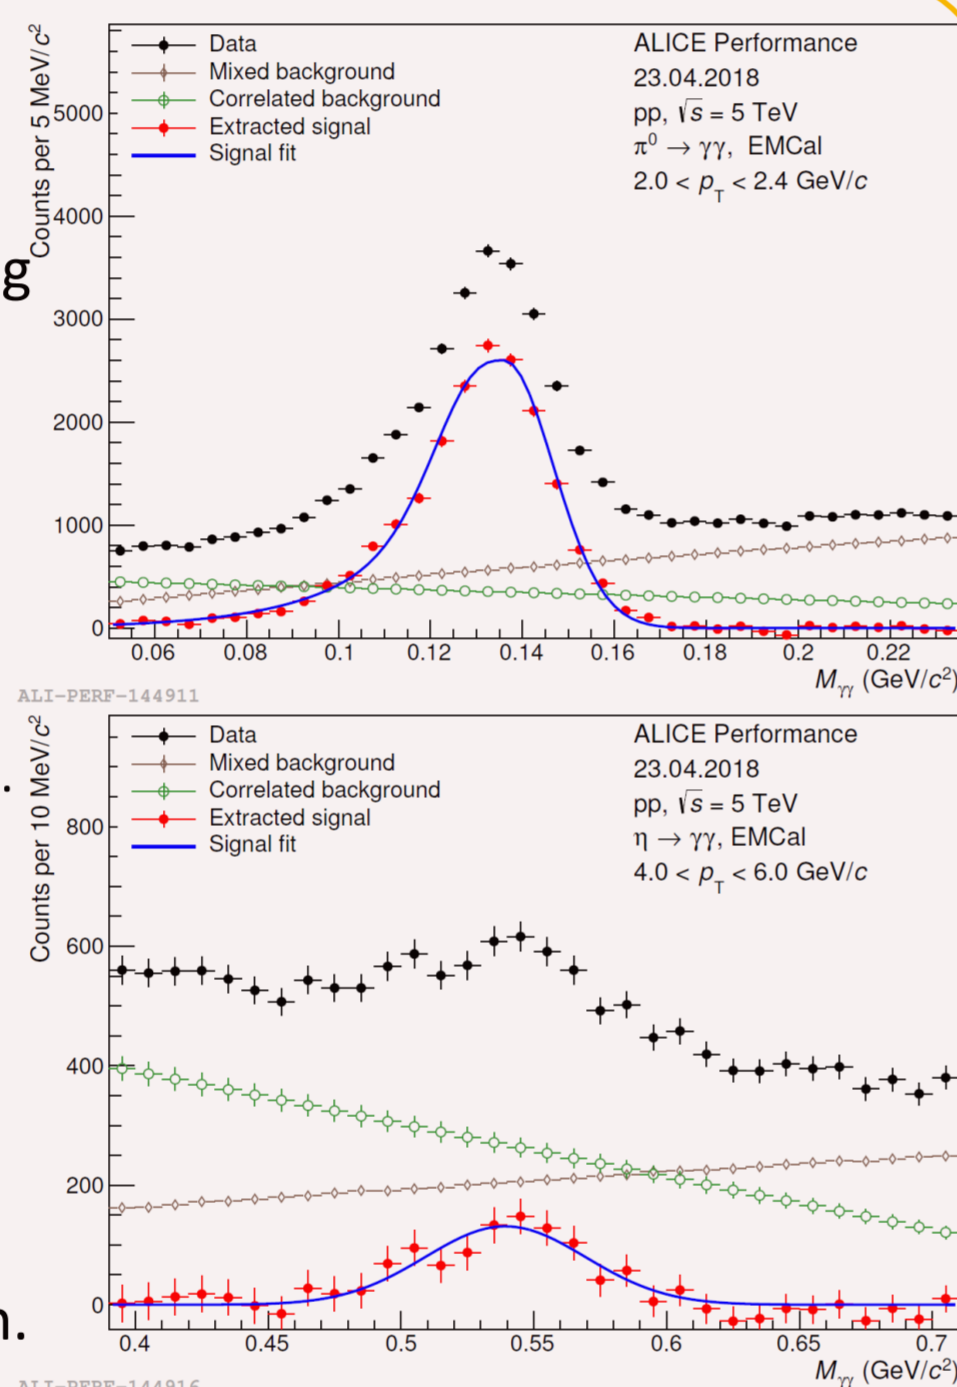 Counts per 5 MeV/c²
Data
Mixed background
Correlated background
Extracted signal
Signal fit
ALICE Performance
23.04.2018
pp, √s = 5 TeV
π⁰ → γγ, EMCal
2.0 < p_T < 2.4 GeV/c
5000
4000
3000
2000
1000
0
0.06 0.08 0.1 0.12 0.14 0.16 0.18 0.2 0.22
M_γγ (GeV/c²)
ALI-PERF-144911
g
Counts per 10 MeV/c²
Data
Mixed background
Correlated background
Extracted signal
Signal fit
ALICE Performance
23.04.2018
pp, √s = 5 TeV
η → γγ, EMCal
4.0 < p_T < 6.0 GeV/c
800
600
400
200
0
0.4 0.45 0.5 0.55 0.6 0.65 0.7
M_γγ (GeV/c²)
ALI-PERF-144916